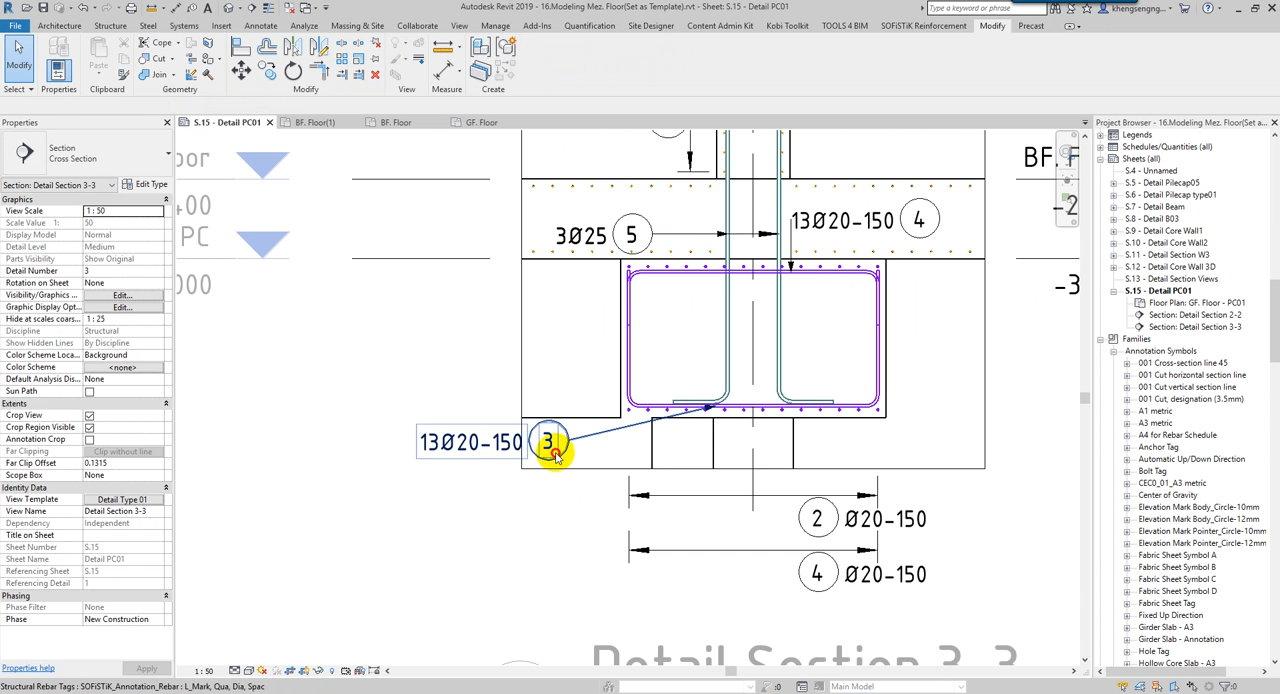 Autodesk Revit 2019 - 16.Modeling Mez. Floor(Set as Template).rvt - Sheet: S.15 - Detail PC01
Type a keyword or phrase
khengsengng...
File Architecture Structure Steel Systems Insert Annotate Analyze Massing & Site Collaborate View Manage Add-Ins Quantification Site Designer Content Admin Kit Kobi Toolkit TOOLS 4 BIM SOFiSTiK Reinforcement Modify Precast
Modify
Paste
Cope
Cut
Join
Select Properties Clipboard Geometry Modify View Measure Create
Properties
S.15 - Detail PC01
BF. Floor(1)
BF. Floor
GF. Floor
Project Browser - 16.Modeling Mez. Floor(Set a...
Section
Cross Section
Section: Detail Section 3-3
Edit Type
Graphics
View Scale 1 : 50
Scale Value 1: 50
Display Model Normal
Detail Level Medium
Parts Visibility Show Original
Detail Number 3
Rotation on Sheet None
Visibility/Graphics ... Edit...
Graphic Display Opt... Edit...
Hide at scales coars... 1 : 25
Discipline Structural
Show Hidden Lines By Discipline
Color Scheme Loca... Background
Color Scheme <none>
Default Analysis Dis... None
Sun Path
Extents
Crop View
Crop Region Visible
Annotation Crop
Far Clipping Clip without line
Far Clip Offset 0.1315
Scope Box None
Identity Data
View Template Detail Type 01
View Name Detail Section 3-3
Dependency Independent
Title on Sheet
Sheet Number S.15
Sheet Name Detail PC01
Referencing Sheet S.15
Referencing Detail 1
Phasing
Phase Filter None
Phase New Construction
Properties help
Apply
oor
400
PC
000
BF. F
-2
-3
3Ø25 5
13Ø20-150 4
13Ø20-150 3
2 Ø20-150
4 Ø20-150
Detail Section 3-3
Legends
Schedules/Quantities (all)
Sheets (all)
S.4 - Unnamed
S.5 - Detail Pilecap05
S.6 - Detail Pilecap type01
S.7 - Detail Beam
S.8 - Detail B03
S.9 - Detail Core Wall1
S.10 - Detail Core Wall2
S.11 - Detail Section W3
S.12 - Detail Core Wall 3D
S.13 - Detail Section Views
S.15 - Detail PC01
Floor Plan: GF. Floor - PC01
Section: Detail Section 2-2
Section: Detail Section 3-3
Families
Annotation Symbols
001 Cross-section line 45
001 Cut horizontal section line
001 Cut vertical section line
001 Cut, designation (3.5mm)
A1 metric
A3 metric
A4 for Rebar Schedule
Anchor Tag
Automatic Up/Down Direction
Bolt Tag
CEC0_01_A3 metric
Center of Gravity
Elevation Mark Body_Circle-10mm
Elevation Mark Body_Circle-12mm
Elevation Mark Pointer_Circle-10mm
Elevation Mark Pointer_Circle-12mm
Fabric Sheet Symbol A
Fabric Sheet Symbol B
Fabric Sheet Symbol C
Fabric Sheet Symbol D
Fabric Sheet Tag
Fixed Up Direction
Girder Slab - A3
Girder Slab - Annotation
Hole Tag
Hollow Core Slab - A3
1 : 50
Structural Rebar Tags : SOFiSTiK_Annotation_Rebar : L_Mark, Qua, Dia, Spac
:0
Main Model
:0